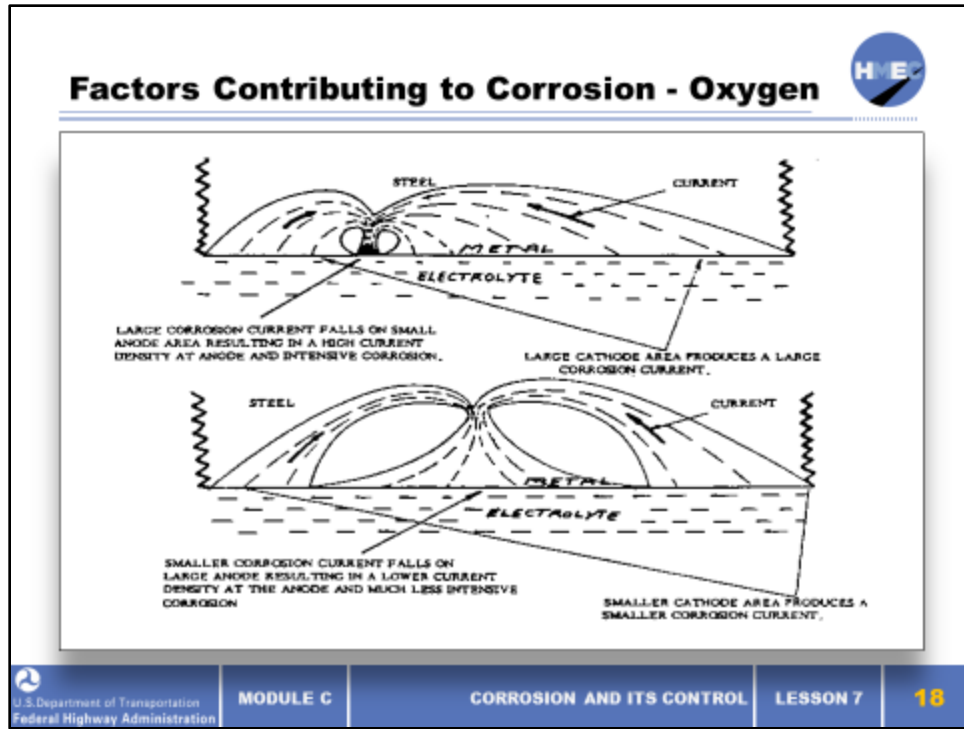 Factors Contributing to Corrosion - Oxygen
HMEC
STEEL
CURRENT
METAL
ELECTROLYTE
LARGE CORROSION CURRENT FALLS ON SMALL
ANODE AREA RESULTING IN A HIGH CURRENT
DENSITY AT ANODE AND INTENSIVE CORROSION.
LARGE CATHODE AREA PRODUCES A LARGE
CORROSION CURRENT.
STEEL
CURRENT
METAL
ELECTROLYTE
SMALLER CORROSION CURRENT FALLS ON
LARGE ANODE RESULTING IN A LOWER CURRENT
DENSITY AT THE ANODE AND MUCH LESS INTENSIVE
CORROSION
SMALLER CATHODE AREA PRODUCES A
SMALLER CORROSION CURRENT.
U.S.Department of Transportation
Federal Highway Administration
MODULE C
CORROSION AND ITS CONTROL
LESSON 7
18